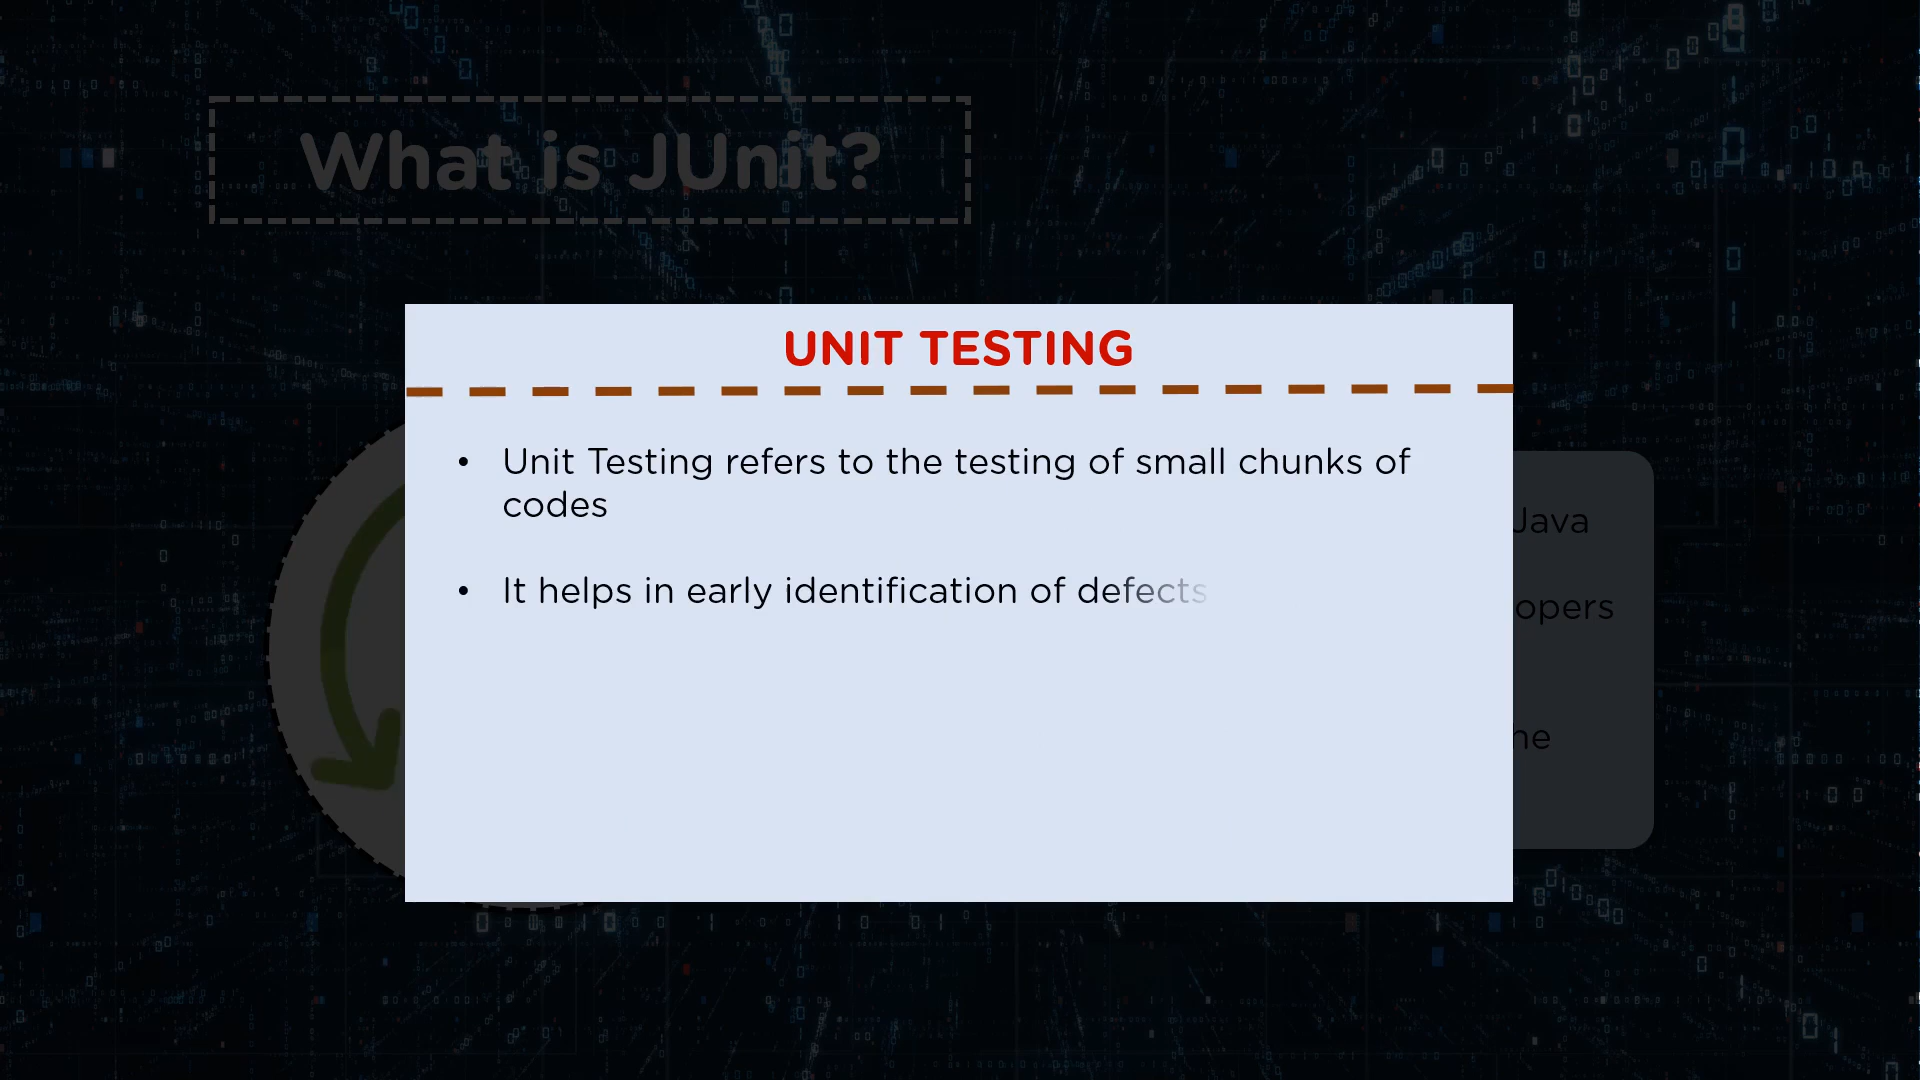 What is JUnit?
UNIT TESTING
• Unit Testing refers to the testing of small chunks of
codes
Java
• It helps in early identification of defects
opers
ne